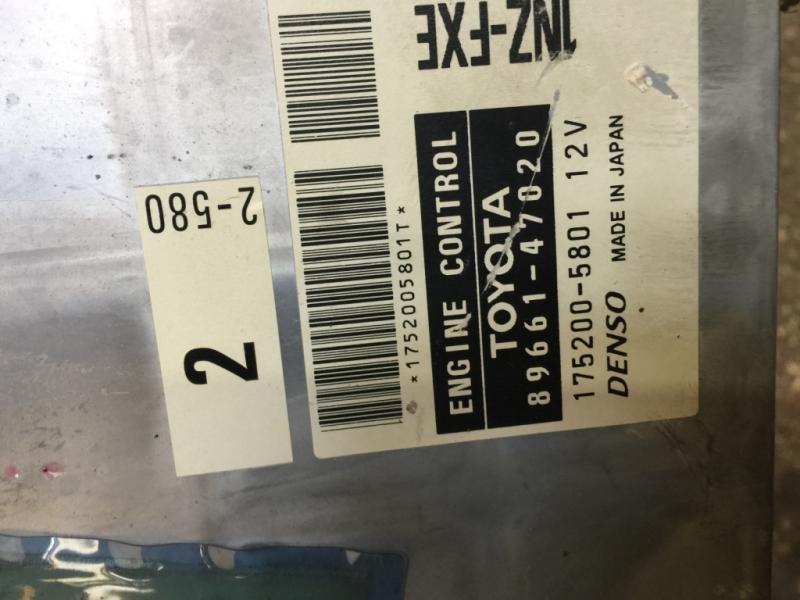 1NZ-FXE
ENGINE CONTROL
TOYOTA
89661-47020
175200-5801 12V
DENSO MADE IN JAPAN
*1752005801T*
2-580
2